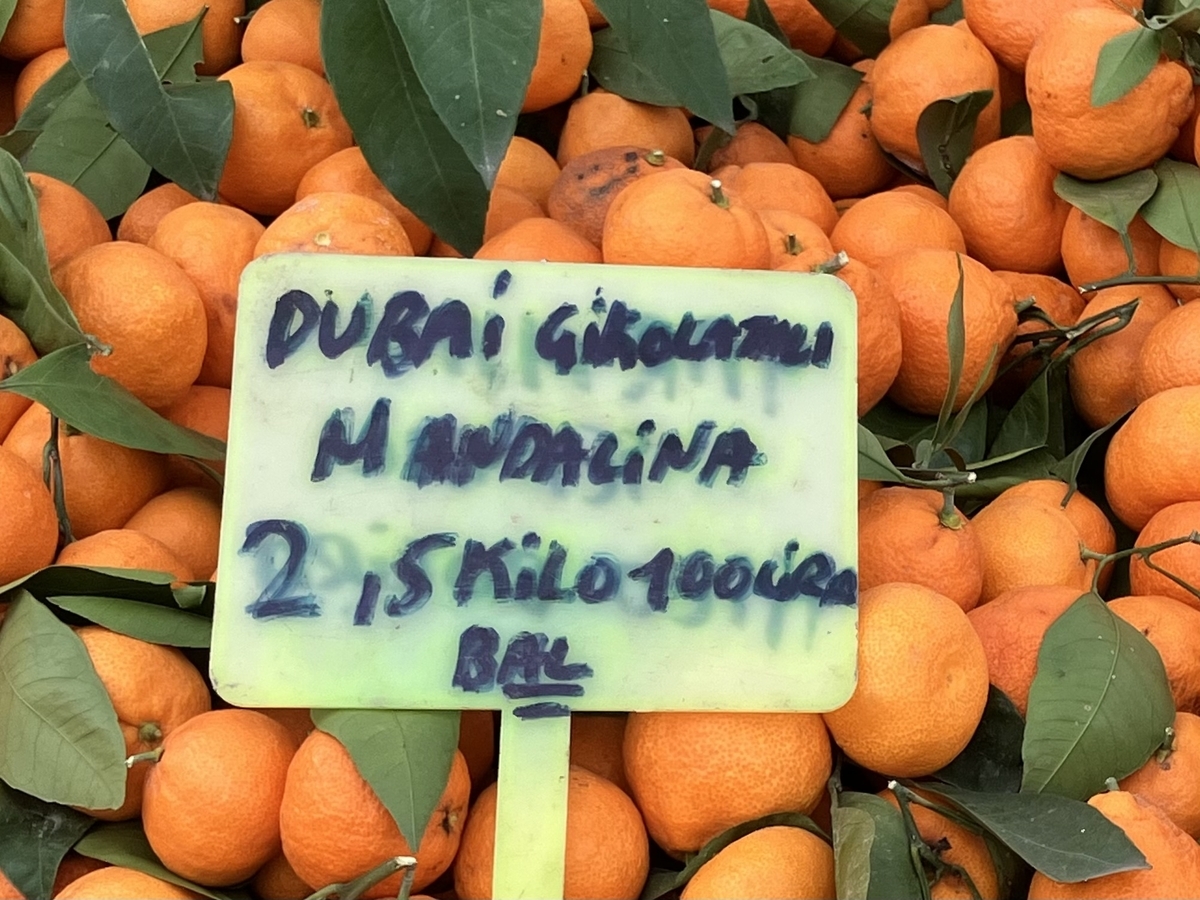 DUBAİ ÇİKOLATALI
MANDALİNA
2,5 KİLO 100 LİRA
BAL